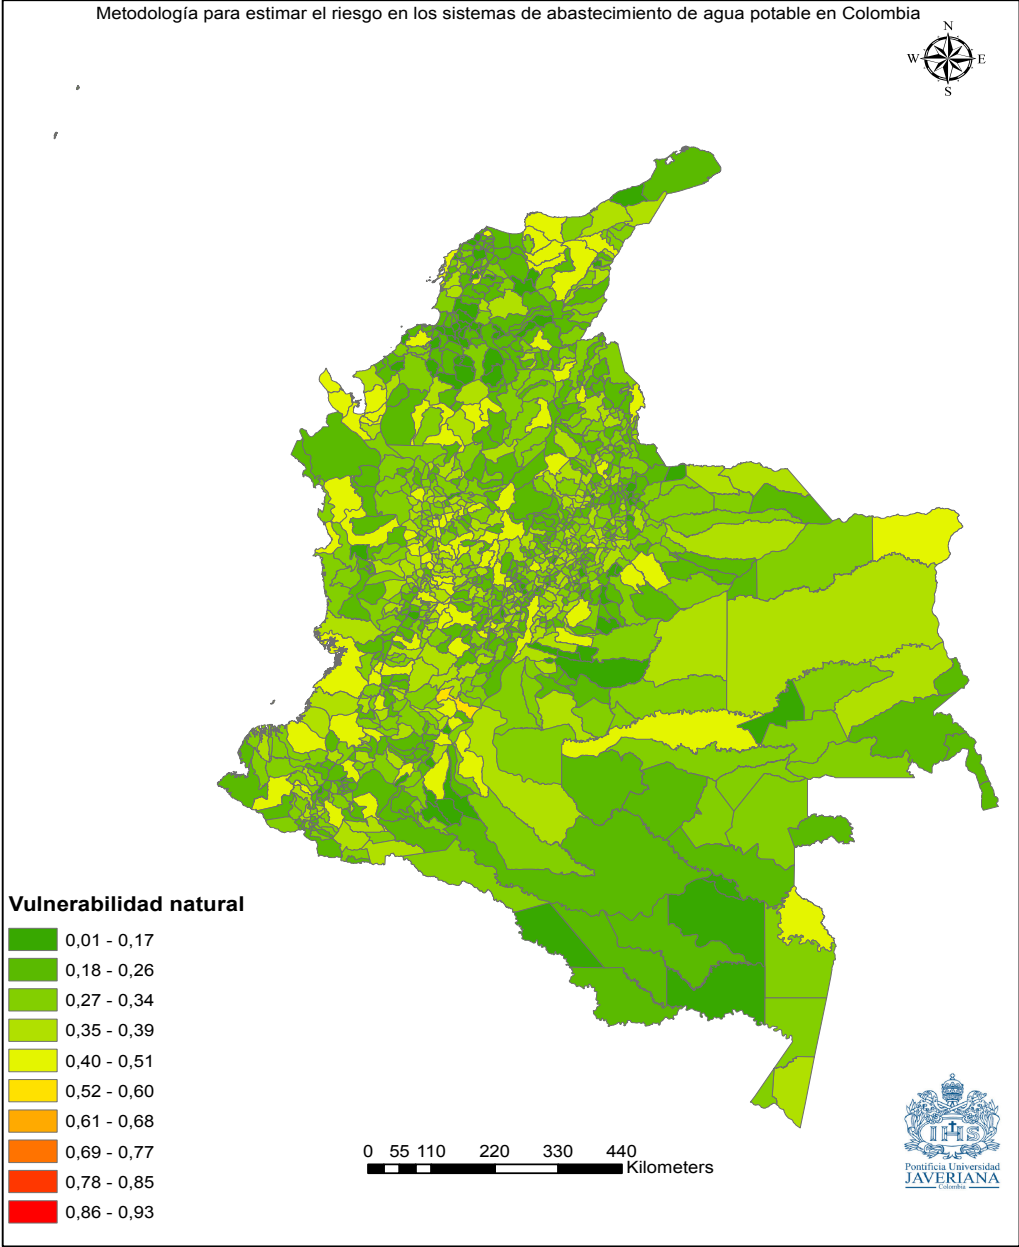 Metodología para estimar el riesgo en los sistemas de abastecimiento de agua potable en Colombia
N
W E
S
Vulnerabilidad natural
0,01 - 0,17
0,18 - 0,26
0,27 - 0,34
0,35 - 0,39
0,40 - 0,51
0,52 - 0,60
0,61 - 0,68
0,69 - 0,77
0,78 - 0,85
0,86 - 0,93
0 55 110 220 330 440
Kilometers
IHS
Pontificia Universidad
JAVERIANA
Colombia